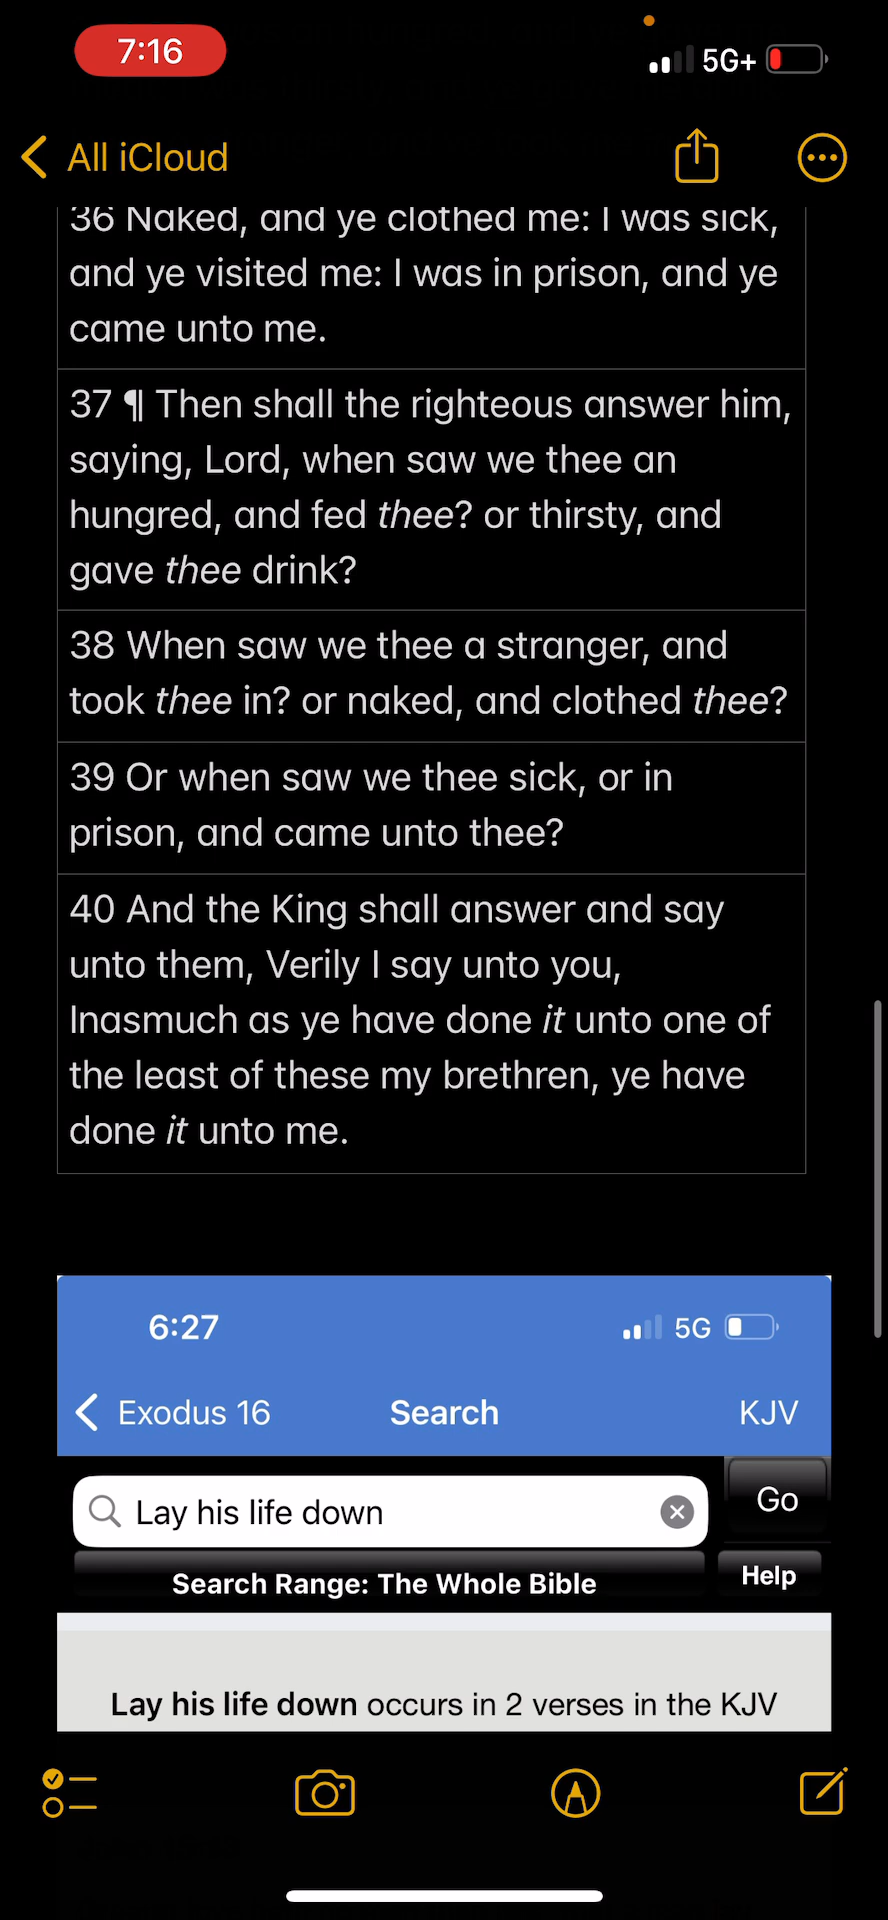 7:16
5G+
All iCloud
36 Naked, and ye clothed me: I was sick,
and ye visited me: I was in prison, and ye
came unto me.
37 ¶ Then shall the righteous answer him,
saying, Lord, when saw we thee an
hungred, and fed thee? or thirsty, and
gave thee drink?
38 When saw we thee a stranger, and
took thee in? or naked, and clothed thee?
39 Or when saw we thee sick, or in
prison, and came unto thee?
40 And the King shall answer and say
unto them, Verily I say unto you,
Inasmuch as ye have done it unto one of
the least of these my brethren, ye have
done it unto me.
6:27
5G
Exodus 16 Search KJV
Lay his life down Go
Search Range: The Whole Bible Help
Lay his life down occurs in 2 verses in the KJV